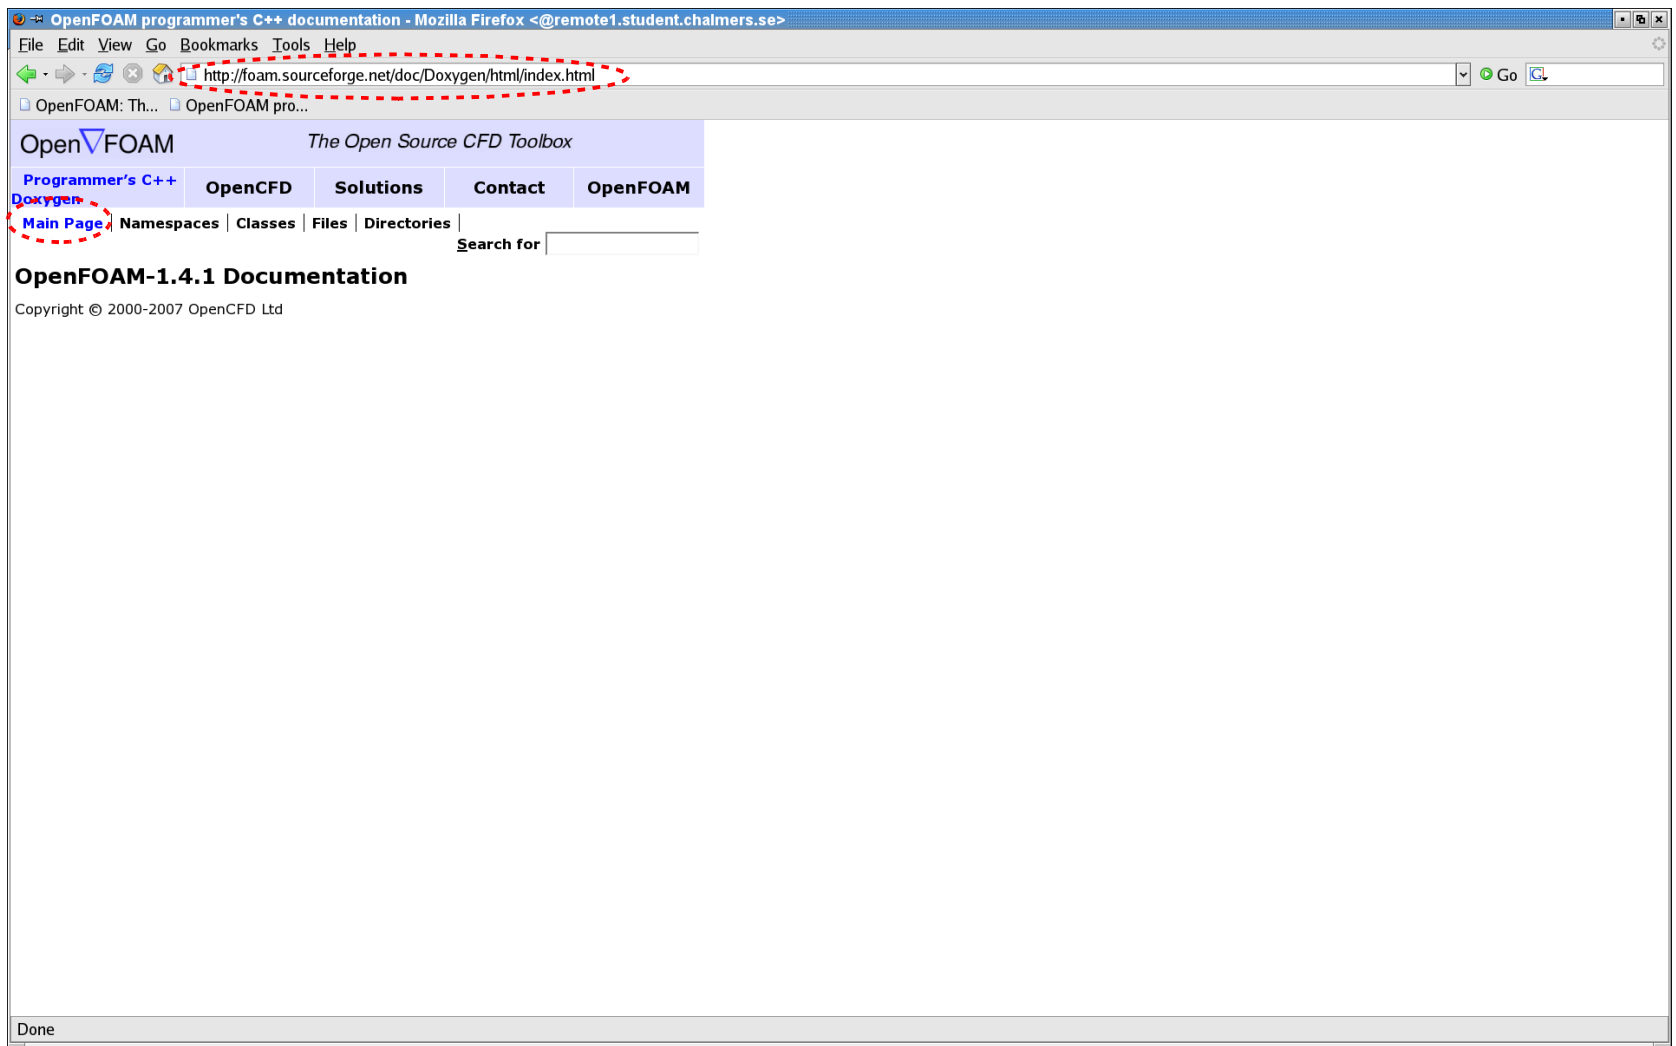 OpenFOAM programmer's C++ documentation - Mozilla Firefox <@remote1.student.chalmers.se>
File Edit View Go Bookmarks Tools Help
http://foam.sourceforge.net/doc/Doxygen/html/index.html Go G
OpenFOAM: Th... OpenFOAM pro...
Open∇FOAM The Open Source CFD Toolbox
Programmer's C++
Doxygen OpenCFD Solutions Contact OpenFOAM
Main Page Namespaces Classes Files Directories
Search for
OpenFOAM-1.4.1 Documentation
Copyright © 2000-2007 OpenCFD Ltd
Done